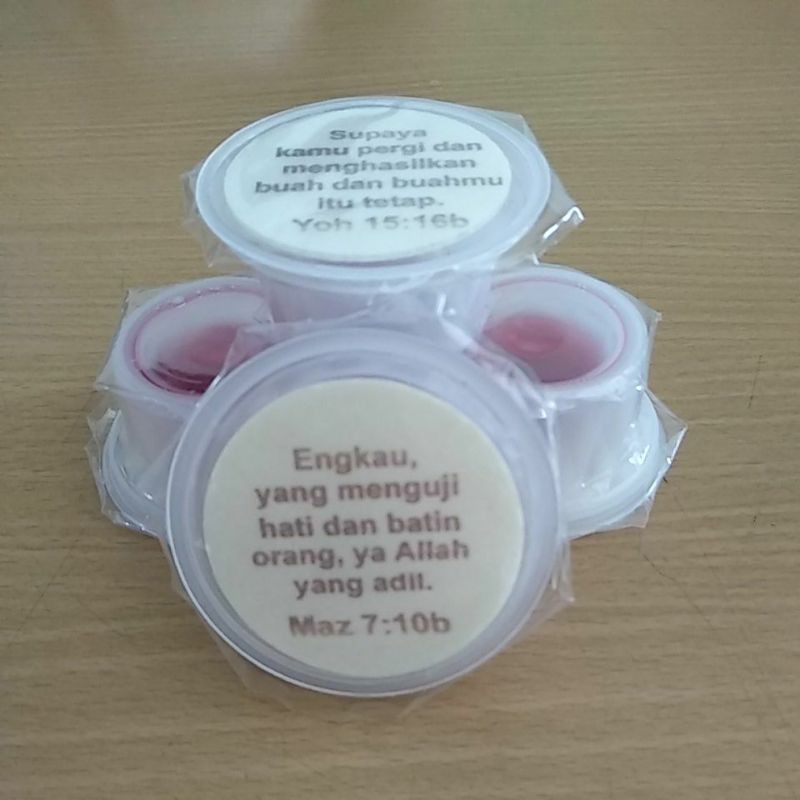 Supaya
kamu pergi dan
menghasilkan
buah dan buahmu
itu tetap.
Yoh 15:16b
Engkau,
yang menguji
hati dan batin
orang, ya Allah
yang adil.
Maz 7:10b